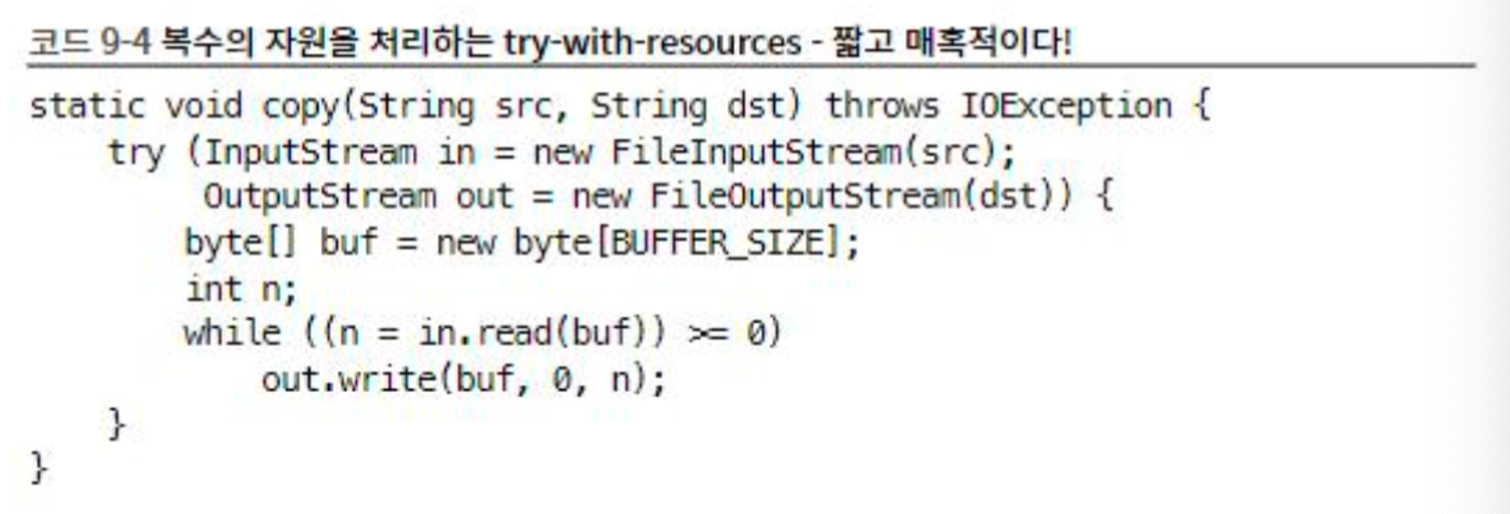 코드 9-4 복수의 자원을 처리하는 try-with-resources - 짧고 매혹적이다!
static void copy(String src, String dst) throws IOException {
    try (InputStream in = new FileInputStream(src);
         OutputStream out = new FileOutputStream(dst)) {
        byte[] buf = new byte[BUFFER_SIZE];
        int n;
        while ((n = in.read(buf)) >= 0)
            out.write(buf, 0, n);
    }
}